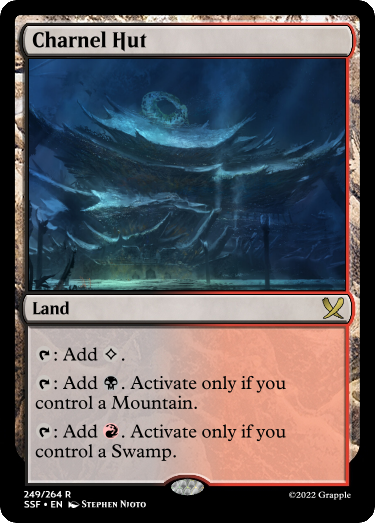 Charnel Hut
Land
: Add .
: Add . Activate only if you
control a Mountain.
: Add . Activate only if you
control a Swamp.
249/264 R
SSF • EN Stephen Nioto
©2022 Grapple